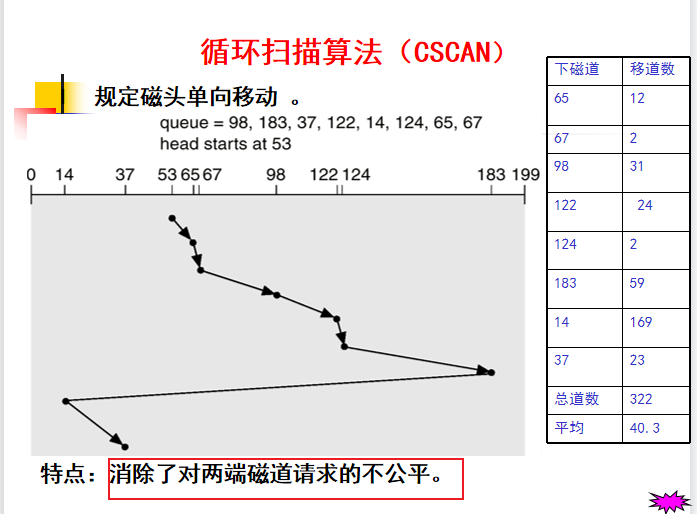 循环扫描算法（CSCAN）
规定磁头单向移动 。
queue = 98, 183, 37, 122, 14, 124, 65, 67
head starts at 53
0 14 37 53 65 67 98 122 124 183 199
特点：消除了对两端磁道请求的不公平。
下磁道 移道数
65 12
67 2
98 31
122 24
124 2
183 59
14 169
37 23
总道数 322
平均 40.3